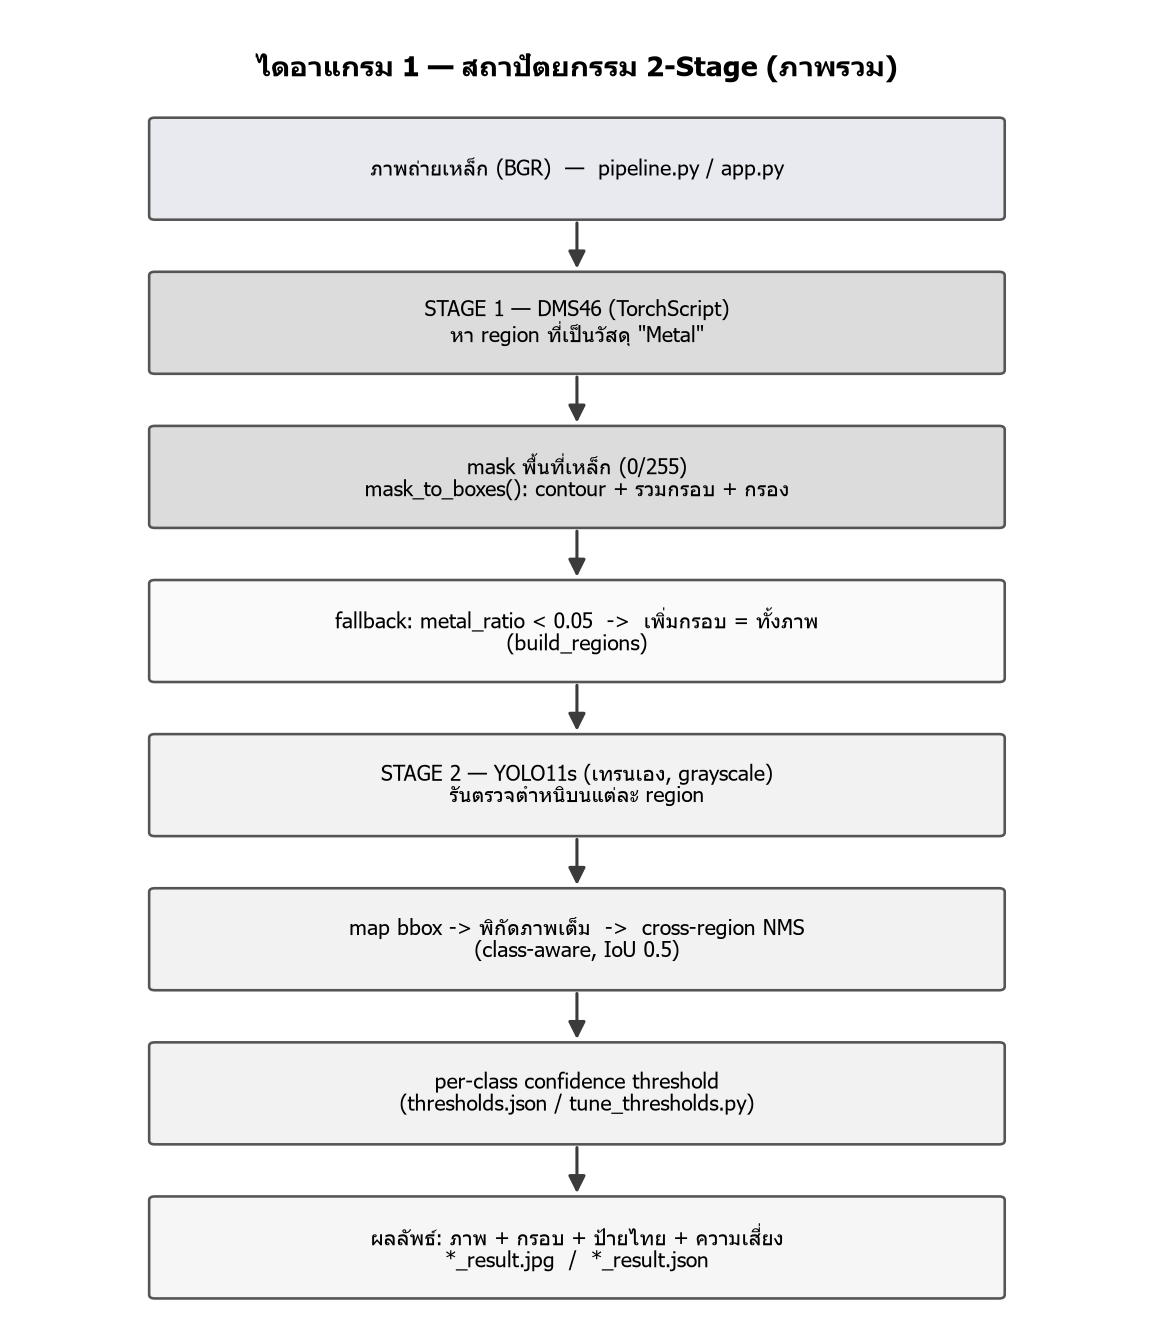 ไดอาแกรม 1 — สถาปัตยกรรม 2-Stage (ภาพรวม)
ภาพถ่ายเหล็ก (BGR) — pipeline.py / app.py
STAGE 1 — DMS46 (TorchScript)
หา region ที่เป็นวัสดุ "Metal"
mask พื้นที่เหล็ก (0/255)
mask_to_boxes(): contour + รวมกรอบ + กรอง
fallback: metal_ratio < 0.05 -> เพิ่มกรอบ = ทั้งภาพ
(build_regions)
STAGE 2 — YOLO11s (เทรนเอง, grayscale)
รันตรวจตำหนิบนแต่ละ region
map bbox -> พิกัดภาพเต็ม -> cross-region NMS
(class-aware, IoU 0.5)
per-class confidence threshold
(thresholds.json / tune_thresholds.py)
ผลลัพธ์: ภาพ + กรอบ + ป้ายไทย + ความเสี่ยง
*_result.jpg / *_result.json